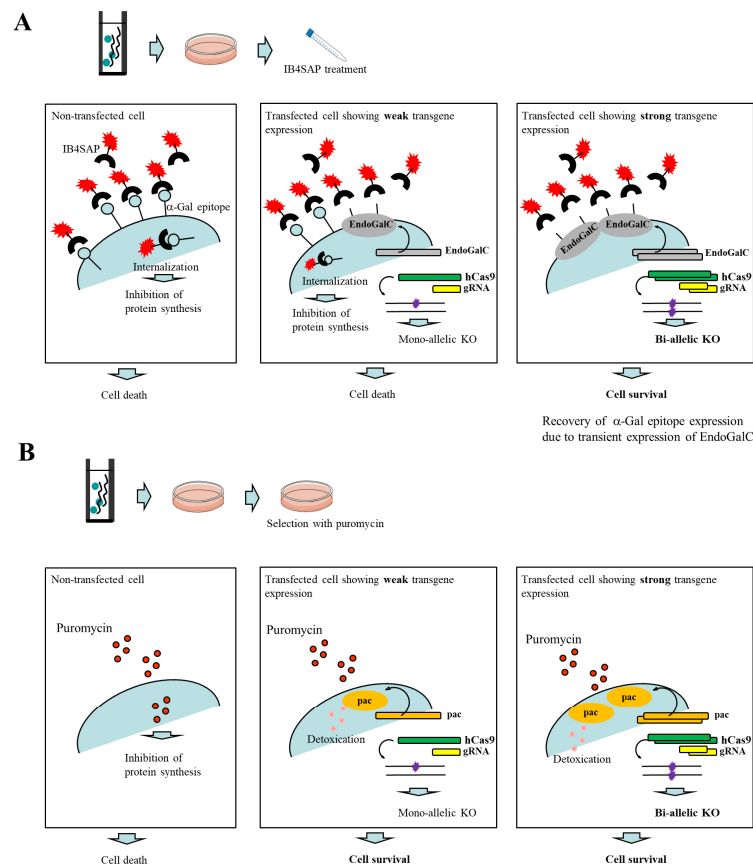 A
IB4SAP treatment
Non-transfected cell
IB4SAP
α-Gal epitope
Internalization
Inhibition of
protein synthesis
Cell death
Transfected cell showing weak transgene
expression
EndoGalC
EndoGalC
hCas9
gRNA
Internalization
Inhibition of
protein synthesis
Mono-allelic KO
Cell death
Transfected cell showing strong transgene
expression
EndoGalC
EndoGalC
EndoGalC
hCas9
gRNA
Bi-allelic KO
Cell survival
Recovery of α-Gal epitope expression
due to transient expression of EndoGalC
B
Selection with puromycin
Non-transfected cell
Puromycin
Inhibition of
protein synthesis
Cell death
Transfected cell showing weak transgene
expression
Puromycin
pac
pac
Detoxication
hCas9
gRNA
Mono-allelic KO
Cell survival
Transfected cell showing strong transgene
expression
Puromycin
pac
pac
pac
Detoxication
hCas9
gRNA
Bi-allelic KO
Cell survival